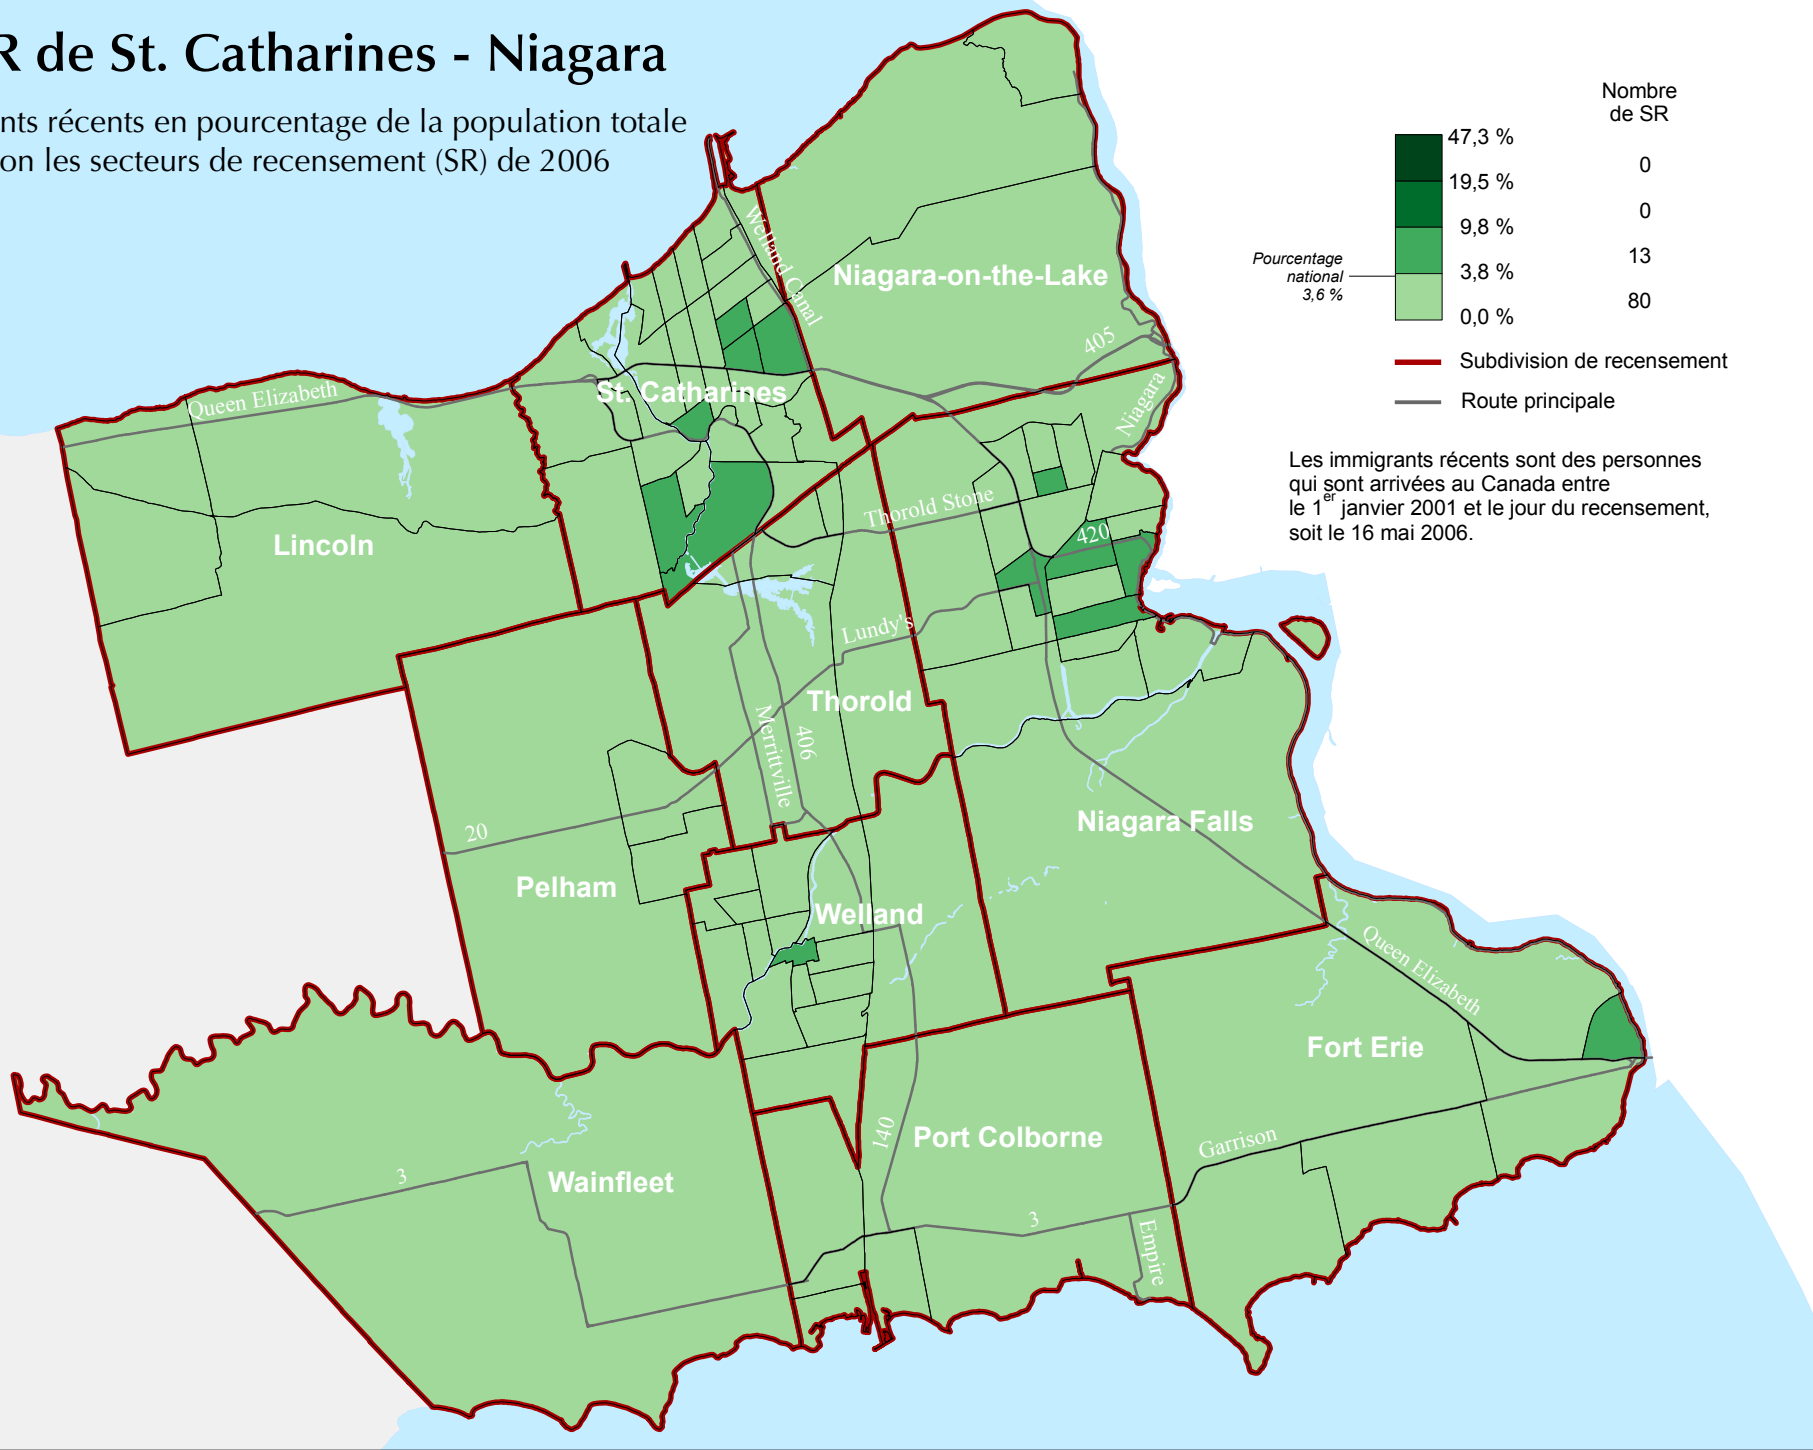 R de St. Catharines - Niagara
nts récents en pourcentage de la population totale
on les secteurs de recensement (SR) de 2006
Nombre
de SR
47,3 %
0
19,5 %
0
9,8 %
13
3,8 %
80
0,0 %
Pourcentage
national
3,6 %
Subdivision de recensement
Route principale
Les immigrants récents sont des personnes
qui sont arrivées au Canada entre
le 1er janvier 2001 et le jour du recensement,
soit le 16 mai 2006.
Welland Canal
Niagara-on-the-Lake
405
Niagara
Queen Elizabeth
St. Catharines
Thorold Stone
420
Lincoln
Lundy's
Thorold
Merrittville
406
Niagara Falls
20
Pelham
Welland
Queen Elizabeth
Fort Erie
140
Port Colborne
Garrison
Wainfleet
3
3
Empire